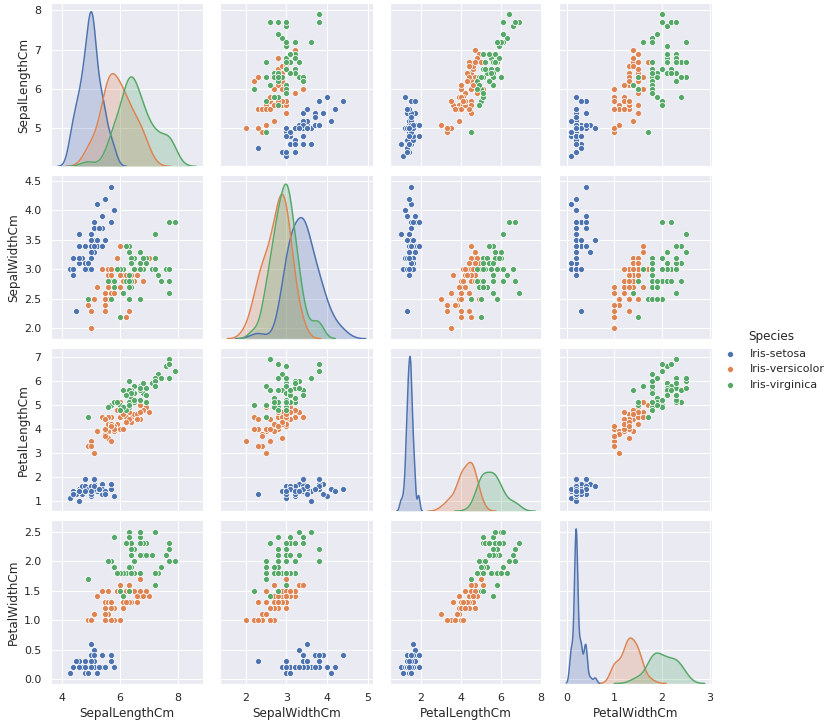 8
7
6
5
SepalLengthCm
4.5
4.0
3.5
3.0
2.5
2.0
SepalWidthCm
7
6
5
4
3
2
1
PetalLengthCm
2.5
2.0
1.5
1.0
0.5
0.0
PetalWidthCm
4 6 8
SepalLengthCm
2 3 4 5
SepalWidthCm
2 4 6 8
PetalLengthCm
0 1 2 3
PetalWidthCm
Species
Iris-setosa
Iris-versicolor
Iris-virginica